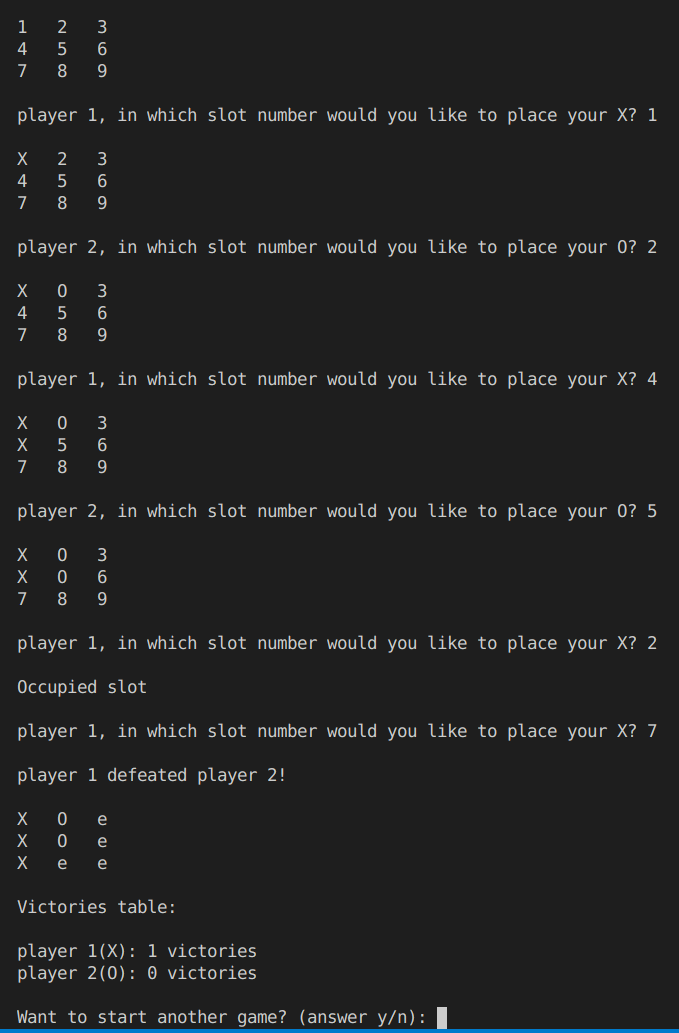 1 2 3
4 5 6
7 8 9
player 1, in which slot number would you like to place your X? 1
X 2 3
4 5 6
7 8 9
player 2, in which slot number would you like to place your O? 2
X O 3
4 5 6
7 8 9
player 1, in which slot number would you like to place your X? 4
X O 3
X 5 6
7 8 9
player 2, in which slot number would you like to place your O? 5
X O 3
X O 6
7 8 9
player 1, in which slot number would you like to place your X? 2
Occupied slot
player 1, in which slot number would you like to place your X? 7
player 1 defeated player 2!
X O e
X O e
X e e
Victories table:
player 1(X): 1 victories
player 2(O): 0 victories
Want to start another game? (answer y/n):